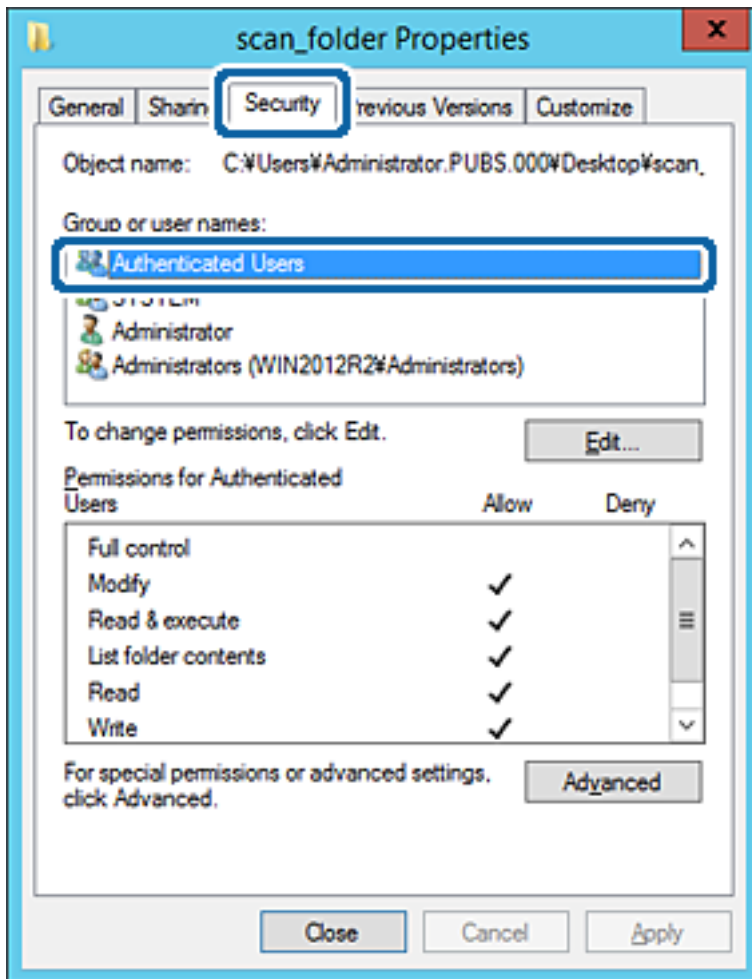 scan_folder Properties
x
General Security Previous Versions Customize
Object name: C:¥Users¥Administrator.PUBS.000¥Desktop¥scan_
Group or user names:
Authenticated Users
SYSTEM
Administrator
Administrators (WIN2012R2¥Administrators)
To change permissions, click Edit.
Edit...
Permissions for Authenticated
Users Allow Deny
Full control
Modify
Read & execute
List folder contents
Read
Write
For special permissions or advanced settings,
click Advanced.
Advanced
Close Cancel Apply